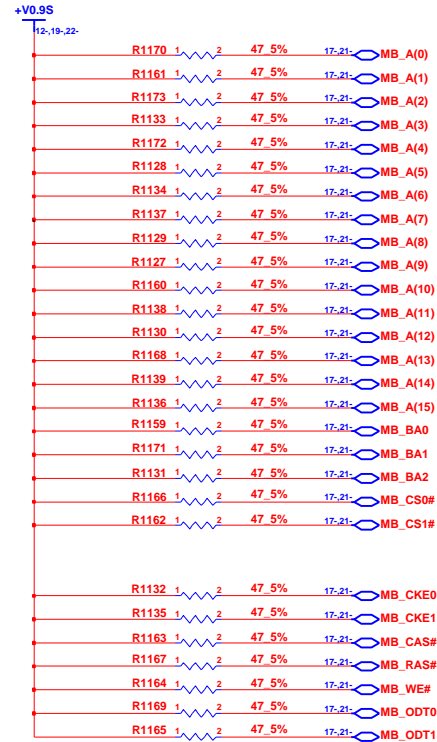 +V0.9S
12-,19-,22-
R1170 1 2 47_5% 17-,21- MB_A(0)
R1161 1 2 47_5% 17-,21- MB_A(1)
R1173 1 2 47_5% 17-,21- MB_A(2)
R1133 1 2 47_5% 17-,21- MB_A(3)
R1172 1 2 47_5% 17-,21- MB_A(4)
R1128 1 2 47_5% 17-,21- MB_A(5)
R1134 1 2 47_5% 17-,21- MB_A(6)
R1137 1 2 47_5% 17-,21- MB_A(7)
R1129 1 2 47_5% 17-,21- MB_A(8)
R1127 1 2 47_5% 17-,21- MB_A(9)
R1160 1 2 47_5% 17-,21- MB_A(10)
R1138 1 2 47_5% 17-,21- MB_A(11)
R1130 1 2 47_5% 17-,21- MB_A(12)
R1168 1 2 47_5% 17-,21- MB_A(13)
R1139 1 2 47_5% 17-,21- MB_A(14)
R1136 1 2 47_5% 17-,21- MB_A(15)
R1159 1 2 47_5% 17-,21- MB_BA0
R1171 1 2 47_5% 17-,21- MB_BA1
R1131 1 2 47_5% 17-,21- MB_BA2
R1166 1 2 47_5% 17-,21- MB_CS0#
R1162 1 2 47_5% 17-,21- MB_CS1#
R1132 1 2 47_5% 17-,21- MB_CKE0
R1135 1 2 47_5% 17-,21- MB_CKE1
R1163 1 2 47_5% 17-,21- MB_CAS#
R1167 1 2 47_5% 17-,21- MB_RAS#
R1164 1 2 47_5% 17-,21- MB_WE#
R1169 1 2 47_5% 17-,21- MB_ODT0
R1165 1 2 47_5% 17-,21- MB_ODT1